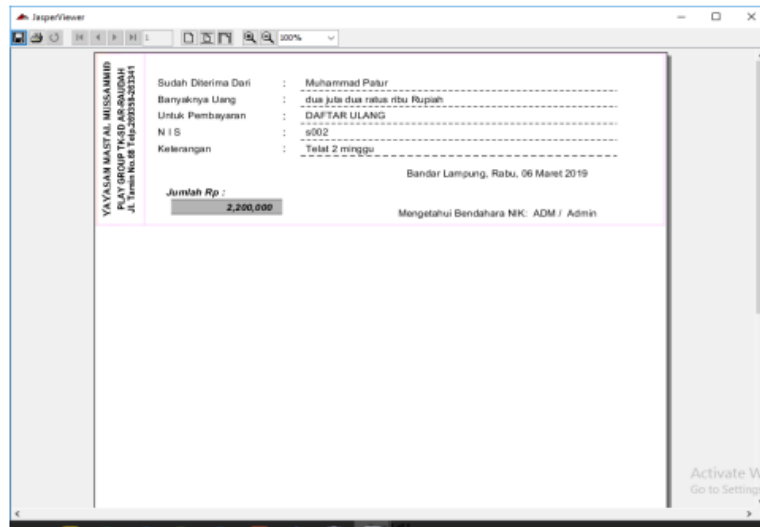 JasperViewer
1
100%
YAYASAN MASTAL MUSSAMMID
PLAY GROUP TK-SD AR-RAUDAH
Jl. Tamin No.68 Telp.
Sudah Diterima Dari : Muhammad Patur
Banyaknya Uang : dua juta dua ratus ribu Rupiah
Untuk Pembayaran : DAFTAR ULANG
N I S : s002
Keterangan : Telat 2 minggu
Bandar Lampung, Rabu, 06 Maret 2019
Jumlah Rp :
2,200,000
Mengetahui Bendahara NIK: ADM / Admin
Activate W
Go to Setting